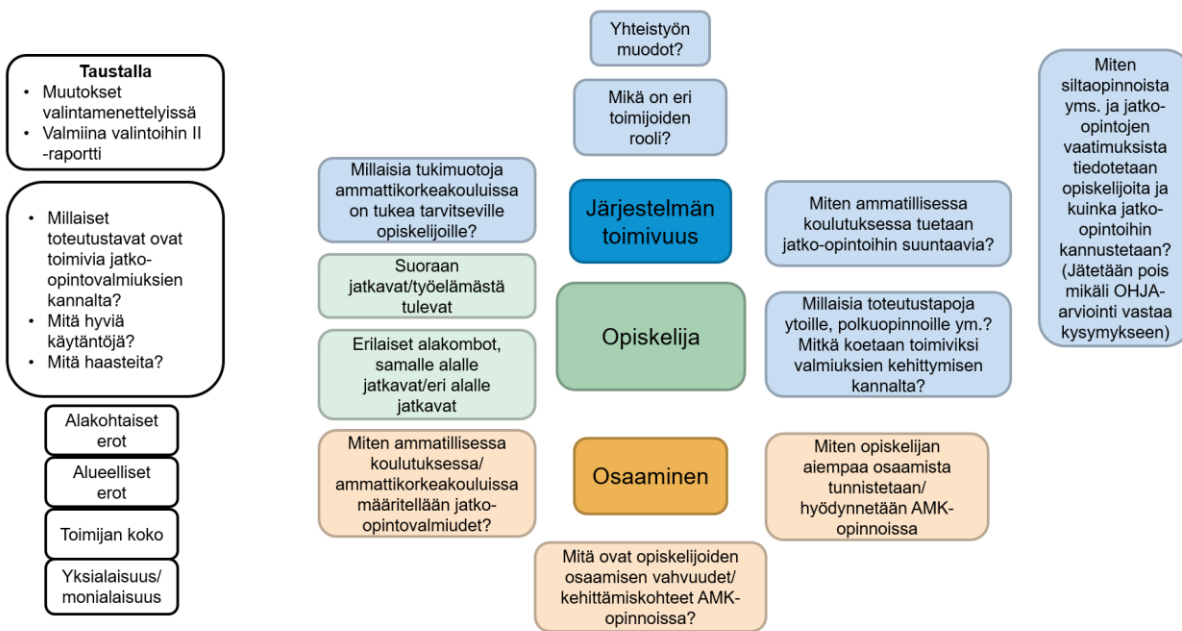 Taustalla
• Muutokset
valintamenettelyissä
• Valmiina valintoihin II
-raportti
• Millaiset
toteutustavat ovat
toimivia jatko-
opintovalmiuksien
kannalta?
• Mitä hyviä
käytäntöjä?
• Mitä haasteita?
Alakohtaiset
erot
Alueelliset
erot
Toimijan koko
Yksialaisuus/
monialaisuus
Yhteistyön
muodot?
Mikä on eri
toimijoiden
rooli?
Millaisia tukimuotoja
ammattikorkeakouluissa
on tukea tarvitseville
opiskelijoille?
Järjestelmän
toimivuus
Miten ammatillisessa
koulutuksessa tuetaan
jatko-opintoihin suuntaavia?
Suoraan
jatkavat/työelämästä
tulevat
Erilaiset alakombot,
samalle alalle
jatkavat/eri alalle
jatkavat
Opiskelija
Millaisia toteutustapoja
ytoille, polkuopinnoille ym.?
Mitkä koetaan toimiviksi
valmiuksien kehittymisen
kannalta?
Miten ammatillisessa
koulutuksessa/
ammattikorkeakouluissa
määritellään jatko-
opintovalmiudet?
Osaaminen
Miten opiskelijan
aiempaa osaamista
tunnistetaan/
hyödynnetään AMK-
opinnoissa
Mitä ovat opiskelijoiden
osaamisen vahvuudet/
kehittämiskohteet AMK-
opinnoissa?
Miten
siltaopinnoista
yms. ja jatko-
opintojen
vaatimuksista
tiedotetaan
opiskelijoita ja
kuinka jatko-
opintoihin
kannustetaan?
(Jätetään pois
mikäli OHJA-
arviointi vastaa
kysymykseen)